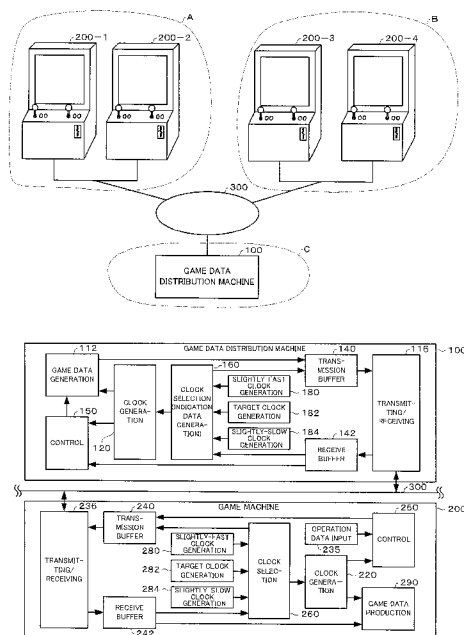 A
B
200-1
200-2
200-3
200-4
300
C
100
GAME DATA
DISTRIBUTION MACHINE
GAME DATA DISTRIBUTION MACHINE
100
112
GAME DATA
GENERATION
150
CONTROL
CLOCK
GENERATION
120
160
CLOCK
SELECTION
(INDICATION
DATA
GENERATION)
SLIGHTLY FAST
CLOCK
GENERATION
180
TARGET CLOCK
GENERATION
182
SLIGHTLY-SLOW
CLOCK
GENERATION
184
140
TRANS-
MISSION
BUFFER
142
RECEIVE
BUFFER
116
TRANSMIT-
TING/
RECEIVING
300
GAME MACHINE
200
236
TRANSMIT-
TING/
RECEIVING
240
TRANS-
MISSION
BUFFER
SLIGHTLY-FAST
CLOCK
GENERATION
280
TARGET CLOCK
GENERATION
282
SLIGHTLY SLOW
CLOCK
GENERATION
284
RECEIVE
BUFFER
242
CLOCK
SELEC-
TION
260
OPERATION
DATA INPUT
235
CLOCK
GENERA-
TION
220
250
CONTROL
290
GAME DATA
PRODUCTION